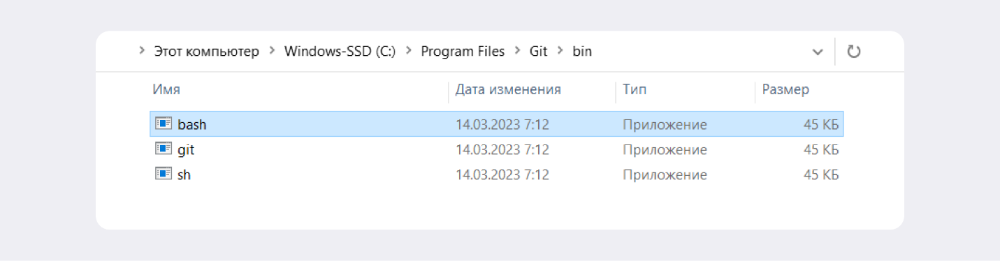 Этот компьютер > Windows-SSD (C:) > Program Files > Git > bin
Имя Дата изменения Тип Размер
bash 14.03.2023 7:12 Приложение 45 КБ
git 14.03.2023 7:12 Приложение 45 КБ
sh 14.03.2023 7:12 Приложение 45 КБ